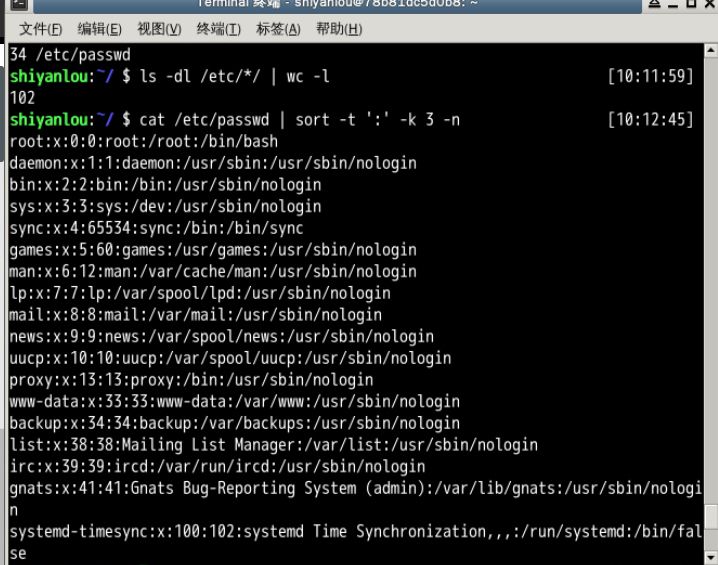 Terminal 终端 - shiyanlou@78b81dc5d0b8: ~
文件(F) 编辑(E) 视图(V) 终端(T) 标签(A) 帮助(H)
34 /etc/passwd
shiyanlou:~/ $ ls -dl /etc/*/ | wc -l [10:11:59]
102
shiyanlou:~/ $ cat /etc/passwd | sort -t ':' -k 3 -n [10:12:45]
root:x:0:0:root:/root:/bin/bash
daemon:x:1:1:daemon:/usr/sbin:/usr/sbin/nologin
bin:x:2:2:bin:/bin:/usr/sbin/nologin
sys:x:3:3:sys:/dev:/usr/sbin/nologin
sync:x:4:65534:sync:/bin:/bin/sync
games:x:5:60:games:/usr/games:/usr/sbin/nologin
man:x:6:12:man:/var/cache/man:/usr/sbin/nologin
lp:x:7:7:lp:/var/spool/lpd:/usr/sbin/nologin
mail:x:8:8:mail:/var/mail:/usr/sbin/nologin
news:x:9:9:news:/var/spool/news:/usr/sbin/nologin
uucp:x:10:10:uucp:/var/spool/uucp:/usr/sbin/nologin
proxy:x:13:13:proxy:/bin:/usr/sbin/nologin
www-data:x:33:33:www-data:/var/www:/usr/sbin/nologin
backup:x:34:34:backup:/var/backups:/usr/sbin/nologin
list:x:38:38:Mailing List Manager:/var/list:/usr/sbin/nologin
irc:x:39:39:ircd:/var/run/ircd:/usr/sbin/nologin
gnats:x:41:41:Gnats Bug-Reporting System (admin):/var/lib/gnats:/usr/sbin/nologi
n
systemd-timesync:x:100:102:systemd Time Synchronization,,,:/run/systemd:/bin/fal
se